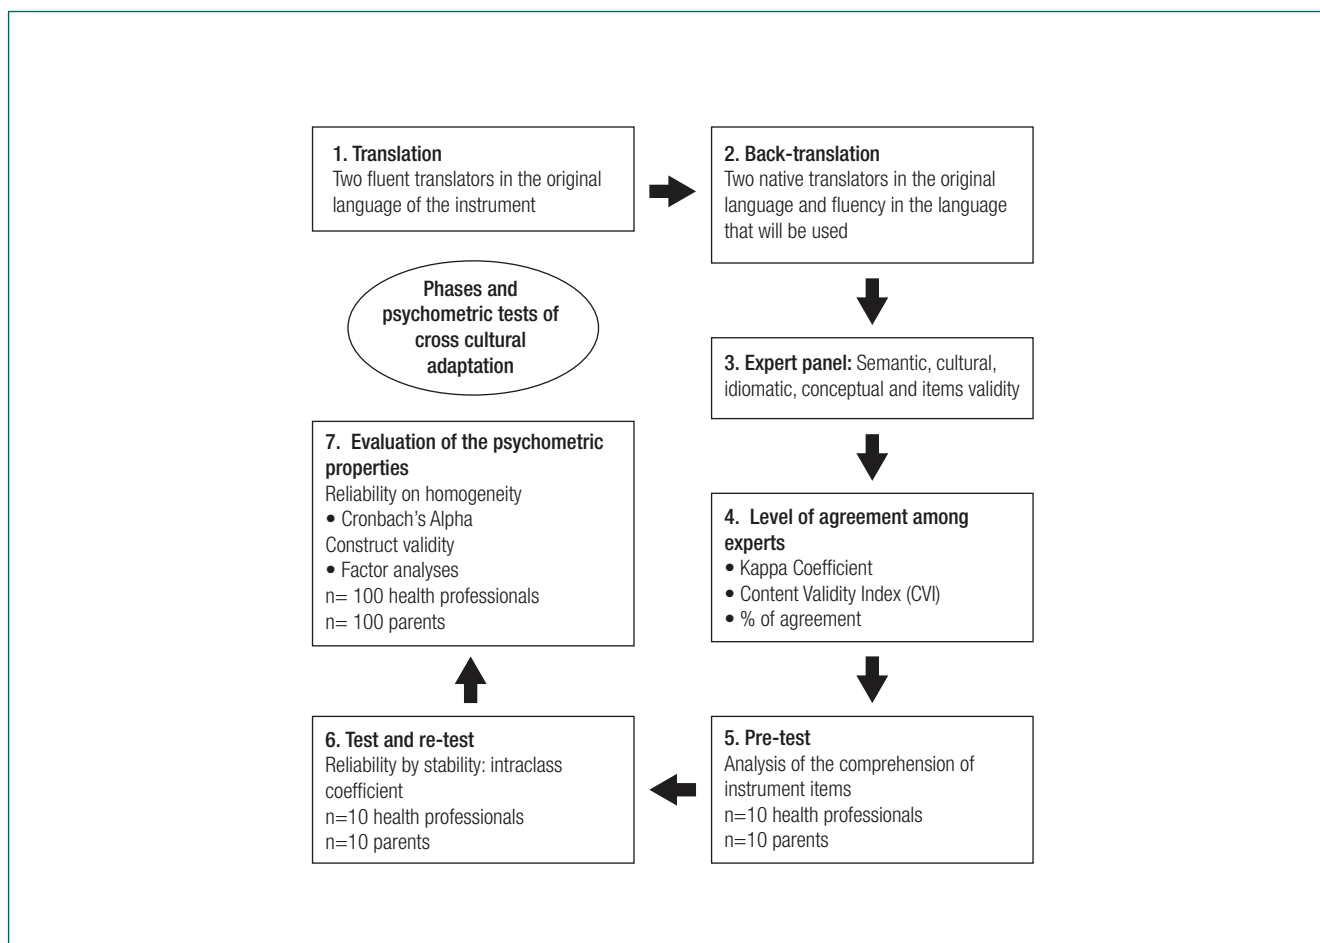 1. Translation
Two fluent translators in the original
language of the instrument
2. Back-translation
Two native translators in the original
language and fluency in the language
that will be used
Phases and
psychometric tests of
cross cultural
adaptation
3. Expert panel: Semantic, cultural,
idiomatic, conceptual and items validity
4. Level of agreement among
experts
• Kappa Coefficient
• Content Validity Index (CVI)
• % of agreement
5. Pre-test
Analysis of the comprehension of
instrument items
n=10 health professionals
n=10 parents
6. Test and re-test
Reliability by stability: intraclass
coefficient
n=10 health professionals
n=10 parents
7. Evaluation of the psychometric
properties
Reliability on homogeneity
• Cronbach’s Alpha
Construct validity
• Factor analyses
n= 100 health professionals
n= 100 parents